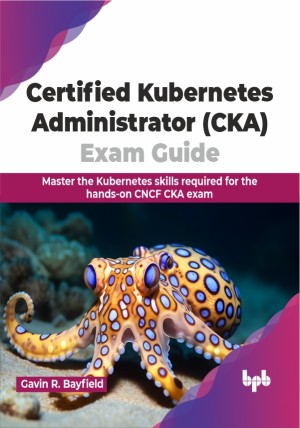 Certified Kubernetes
Administrator (CKA)
Exam Guide
Master the Kubernetes skills required for the
hands-on CNCF CKA exam
Gavin R. Bayfield
bpb